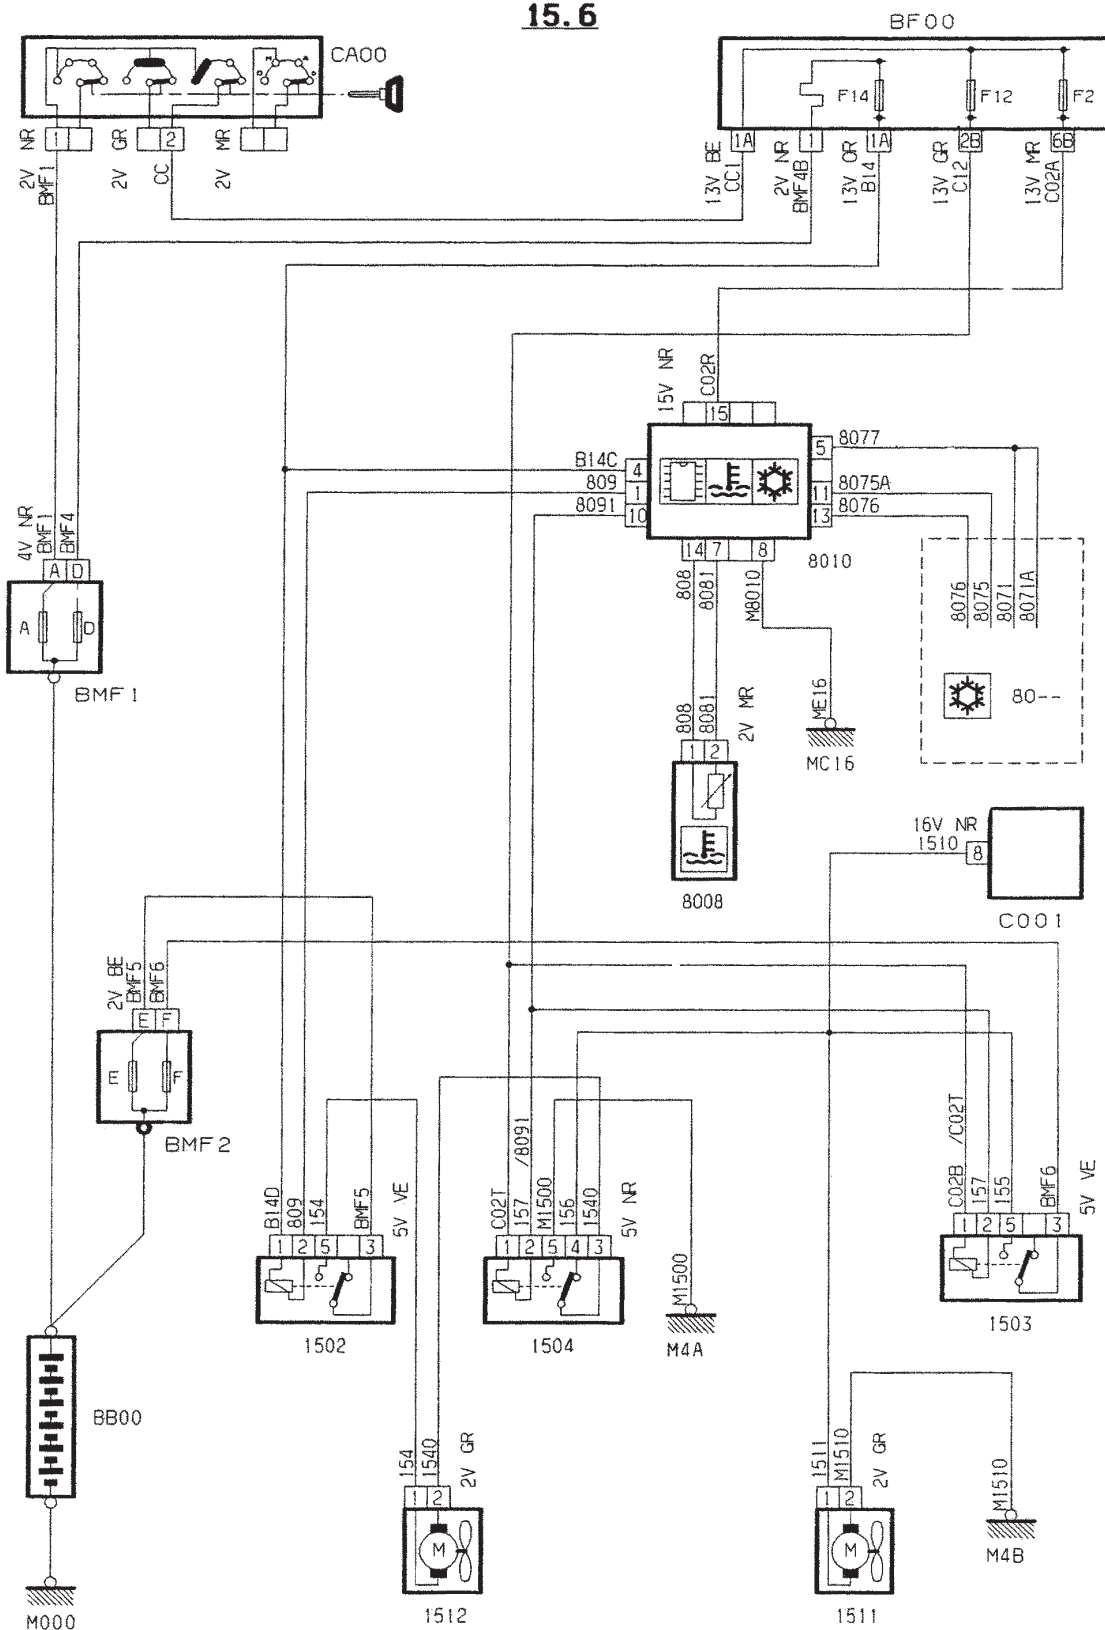 15.6
BF00
CA00
M A D
F14 F12 F2
1 2
1A 1 1A 2B 6B
2V NR
BMF1
2V GR
CC
2V MR
13V BE
CC1
2V NR
BMF4B
13V OR
B14
13V GR
C12
13V MR
C02A
15V NR
C02R
15
B14C 4
809 1
8091 10
5 8077
11 8075A
13 8076
14 7 8
8010
808
8081
M8010
8076
8075
8071
8071A
80--
4V NR
BMF1
BMF4
A D
A D
BMF1
808
8081
2V MR
1 2
8008
ME16
MC16
16V NR
1510 8
C001
2V BE
BMF5
BMF6
E F
E F
BMF2
B14D
809
154
BMF5
5V VE
1 2 5 3
1502
C02T
157
/8091
M1500
156
1540
5V NR
1 2 5 4 3
1504
M1500
M4A
C02B
/C02T
157
155
BMF6
5V VE
1 2 5 3
1503
BB00
M000
154
1540
2V GR
1 2
M
1512
1511
M1510
2V GR
1 2
M
1511
M1510
M4B